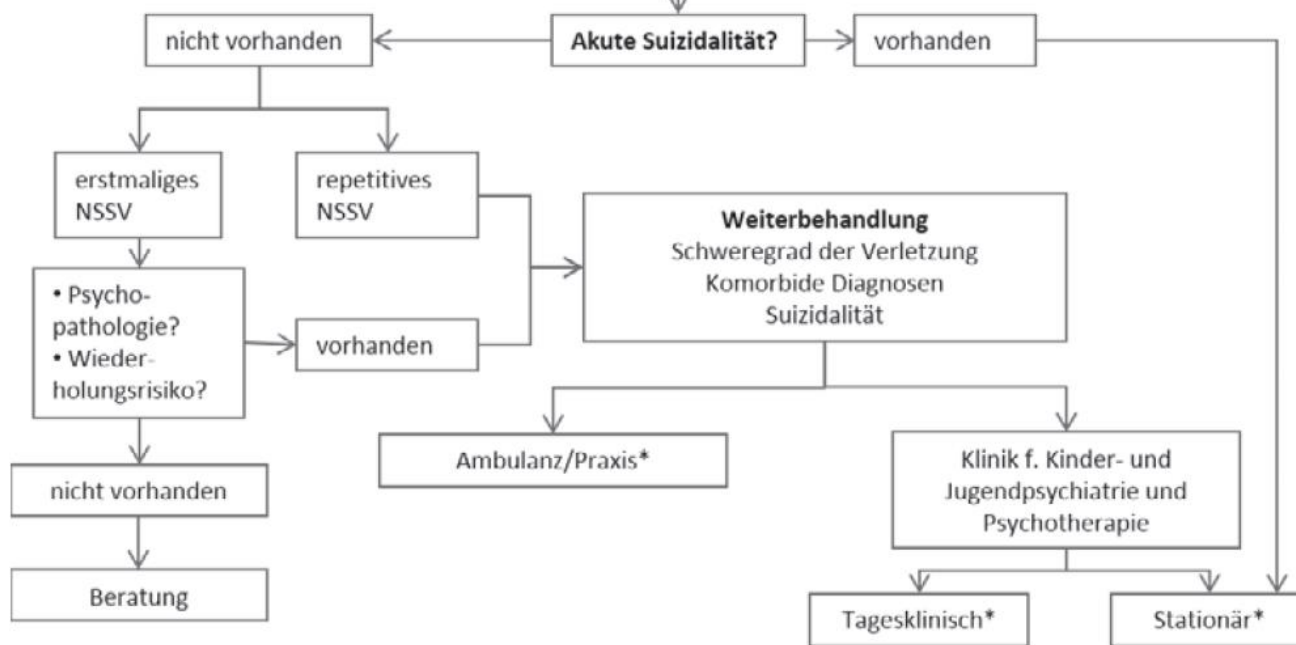 nicht vorhanden
Akute Suizidalität?
vorhanden
erstmaliges
NSSV
repetitives
NSSV
Weiterbehandlung
Schweregrad der Verletzung
Komorbide Diagnosen
Suizidalität
• Psycho-
pathologie?
• Wieder-
holungsrisiko?
vorhanden
Ambulanz/Praxis*
Klinik f. Kinder- und
Jugendpsychiatrie und
Psychotherapie
nicht vorhanden
Beratung
Tagesklinisch*
Stationär*